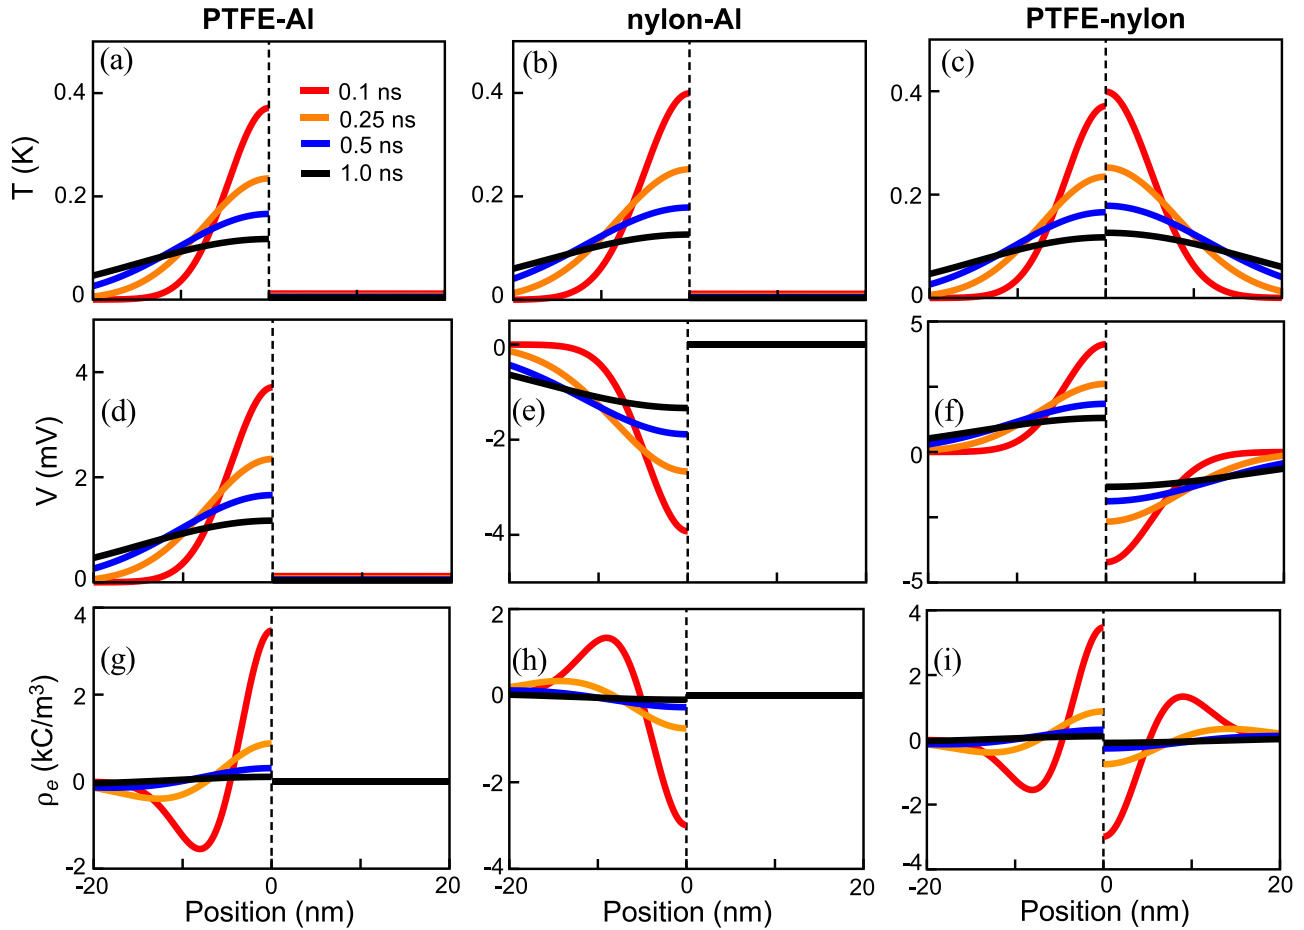 PTFE-Al nylon-Al PTFE-nylon
(a) (b) (c)
0.1 ns
0.25 ns
0.5 ns
1.0 ns
T (K)
0.4 0.4 0.4
0.2 0.2 0.2
0 0 0
(d) (e) (f)
V (mV)
4 0 5
2 -2 0
0 -4 -5
(g) (h) (i)
ρe (kC/m³)
4 2 4
2 0 2
0 -2 0
-2 -4 -2
-4
-20 0 20 -20 0 20 -20 0 20
Position (nm) Position (nm) Position (nm)